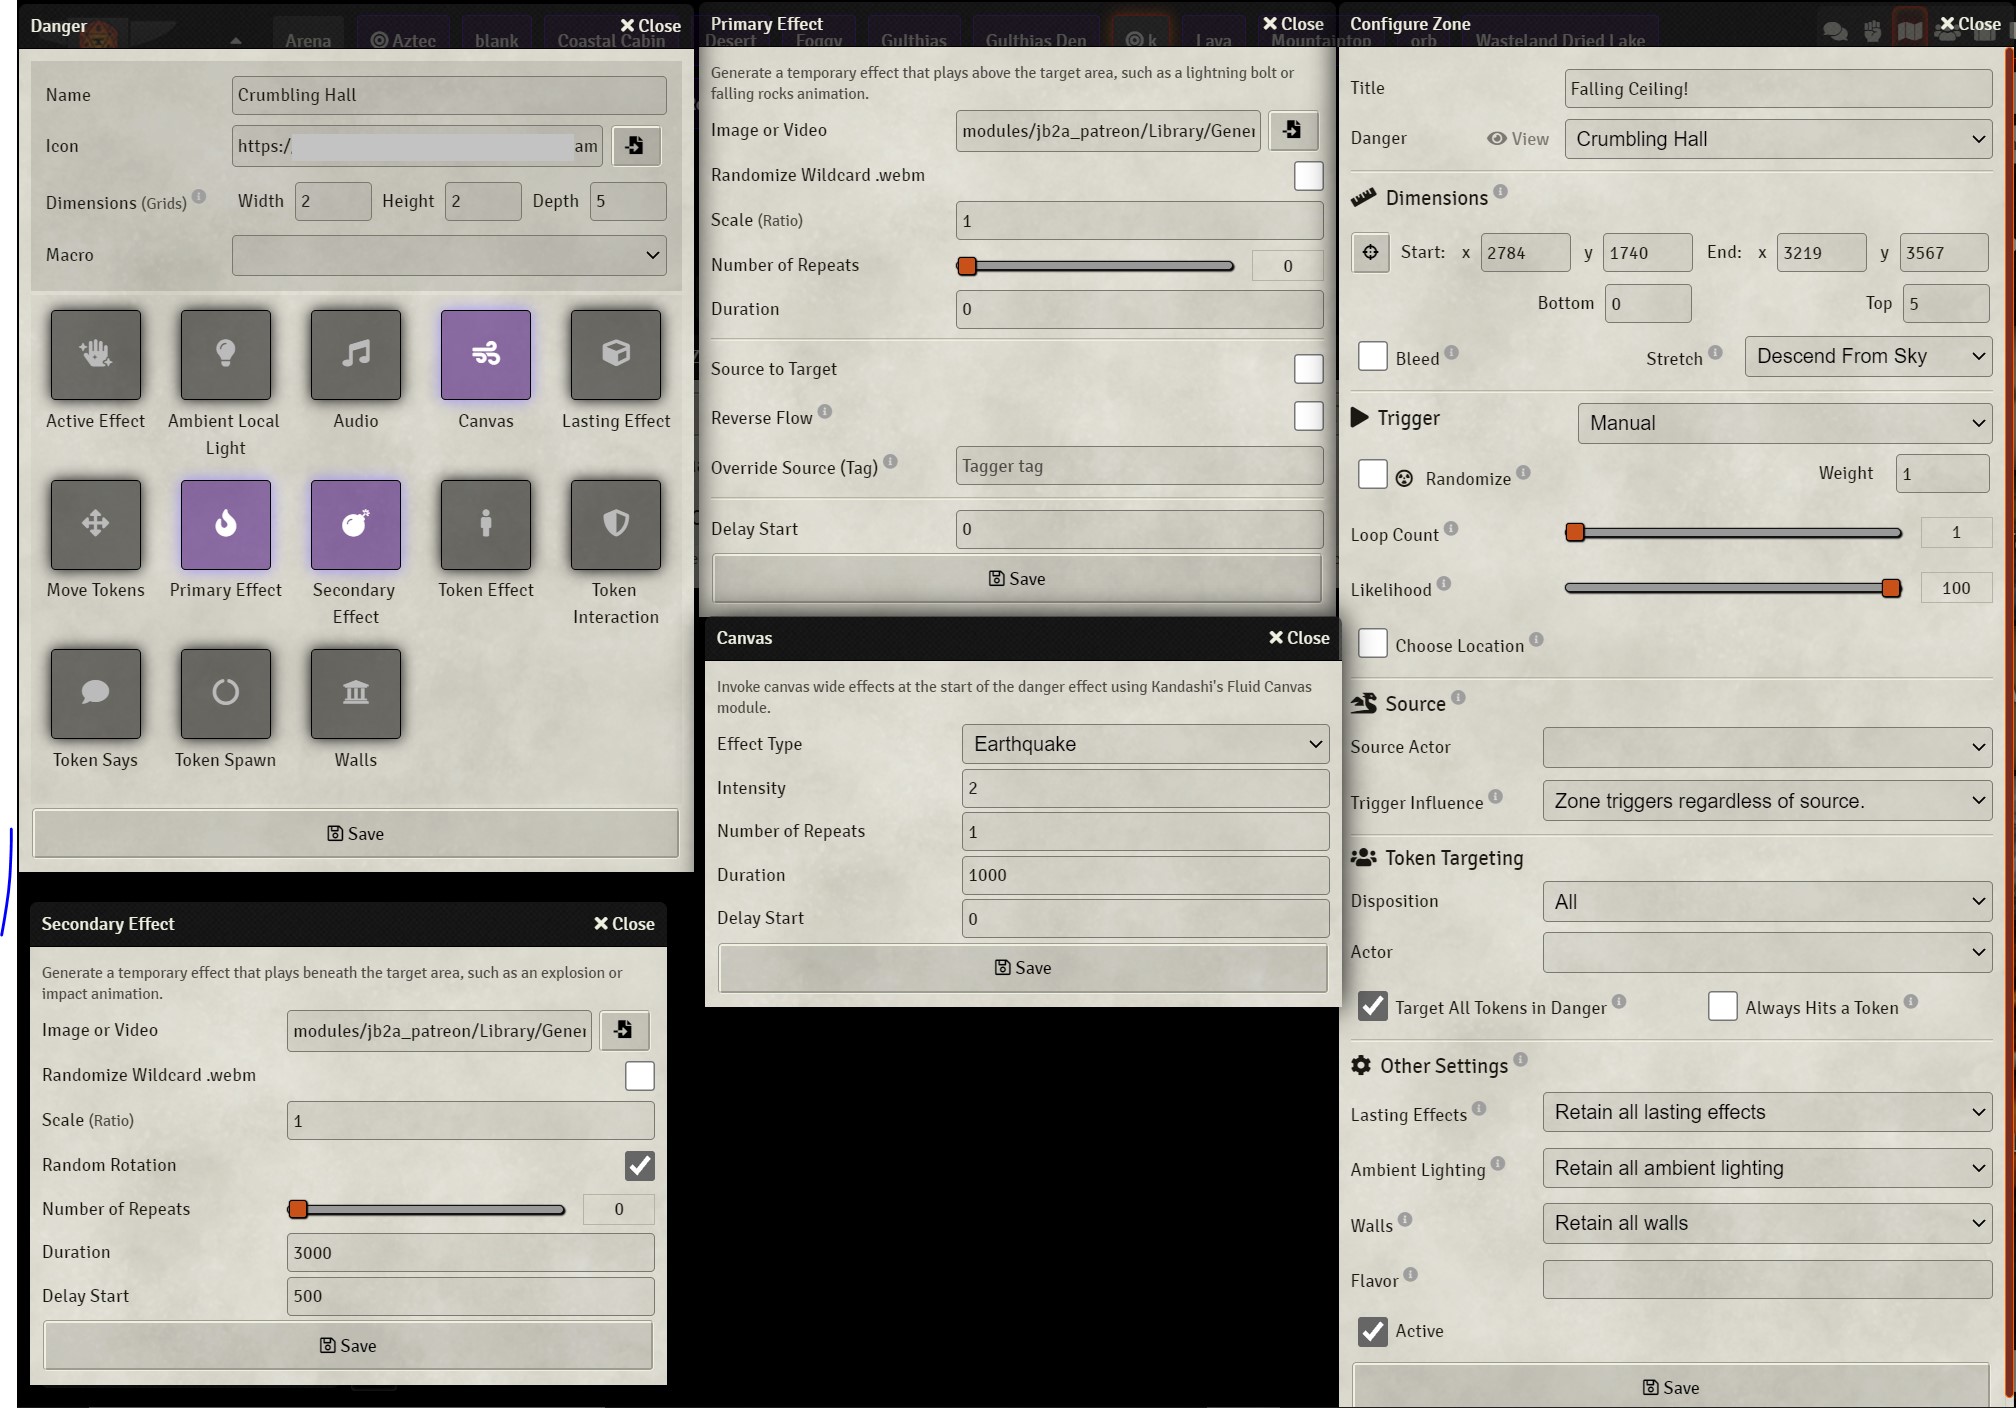 Danger
Close
Name
Crumbling Hall
Icon
https:/
am
Dimensions (Grids)
Width
2
Height
2
Depth
5
Macro
Active Effect
Ambient Local
Light
Audio
Canvas
Lasting Effect
Move Tokens
Primary Effect
Secondary
Effect
Token Effect
Token
Interaction
Token Says
Token Spawn
Walls
Save
Secondary Effect
Close
Generate a temporary effect that plays beneath the target area, such as an explosion or
impact animation.
Image or Video
modules/jb2a_patreon/Library/Gener
Randomize Wildcard .webm
Scale (Ratio)
1
Random Rotation
Number of Repeats
0
Duration
3000
Delay Start
500
Save
Arena
Aztec
blank
Coastal Cabin
Desert
Foggy
Gulthias
Gulthias Den
k
Lava
Mountaintop
orb
Wasteland Dried Lake
Primary Effect
Close
Generate a temporary effect that plays above the target area, such as a lightning bolt or
falling rocks animation.
Image or Video
modules/jb2a_patreon/Library/Gener
Randomize Wildcard .webm
Scale (Ratio)
1
Number of Repeats
0
Duration
0
Source to Target
Reverse Flow
Override Source (Tag)
Tagger tag
Delay Start
0
Save
Canvas
Close
Invoke canvas wide effects at the start of the danger effect using Kandashi's Fluid Canvas
module.
Effect Type
Earthquake
Intensity
2
Number of Repeats
1
Duration
1000
Delay Start
0
Save
Configure Zone
Close
Title
Falling Ceiling!
Danger
View
Crumbling Hall
Dimensions
Start: x 2784 y 1740 End: x 3219 y 3567
Bottom 0 Top 5
Bleed
Stretch
Descend From Sky
Trigger
Manual
Randomize
Weight
1
Loop Count
1
Likelihood
100
Choose Location
Source
Source Actor
Trigger Influence
Zone triggers regardless of source.
Token Targeting
Disposition
All
Actor
Target All Tokens in Danger
Always Hits a Token
Other Settings
Lasting Effects
Retain all lasting effects
Ambient Lighting
Retain all ambient lighting
Walls
Retain all walls
Flavor
Active
Save